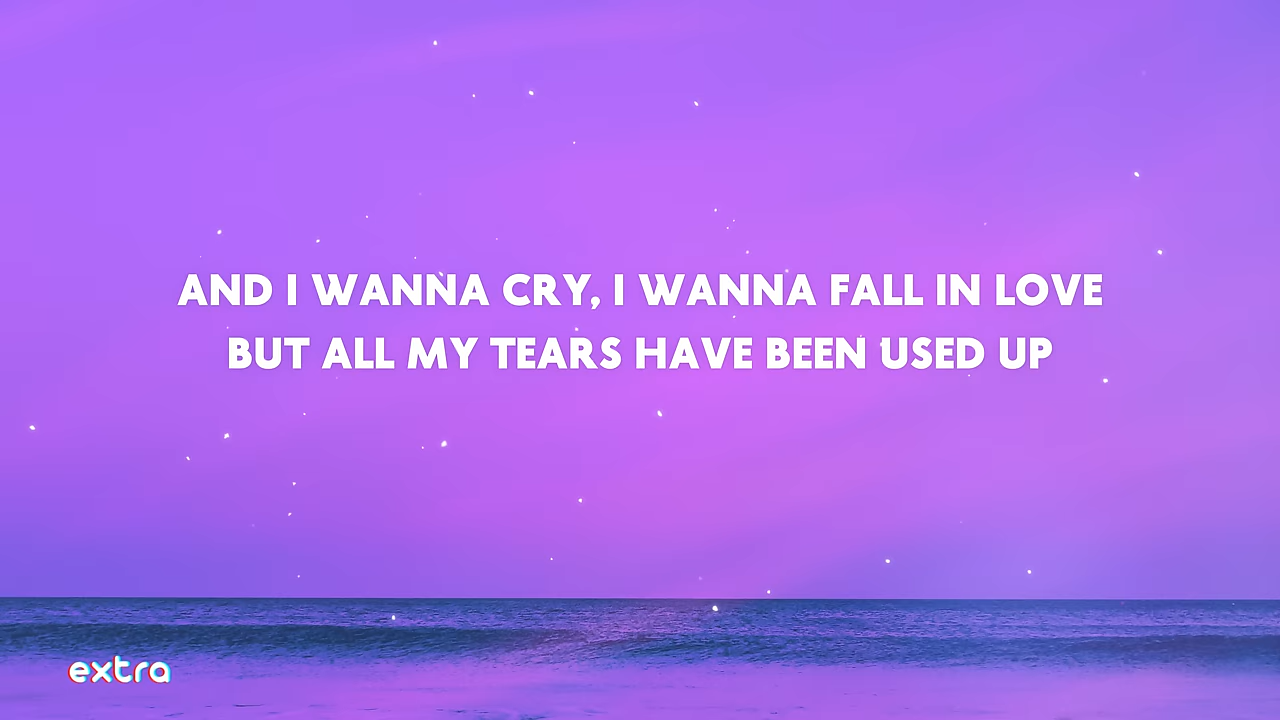 AND I WANNA CRY, I WANNA FALL IN LOVE
BUT ALL MY TEARS HAVE BEEN USED UP
extra